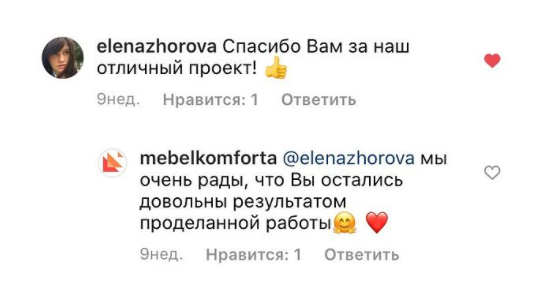 elenazhorova Спасибо Вам за наш
отличный проект! 👍
9нед. Нравится: 1 Ответить
mebelkomforta @elenazhorova мы
очень рады, что Вы остались
довольны результатом
проделанной работы🤗 ❤️
9нед. Нравится: 1 Ответить